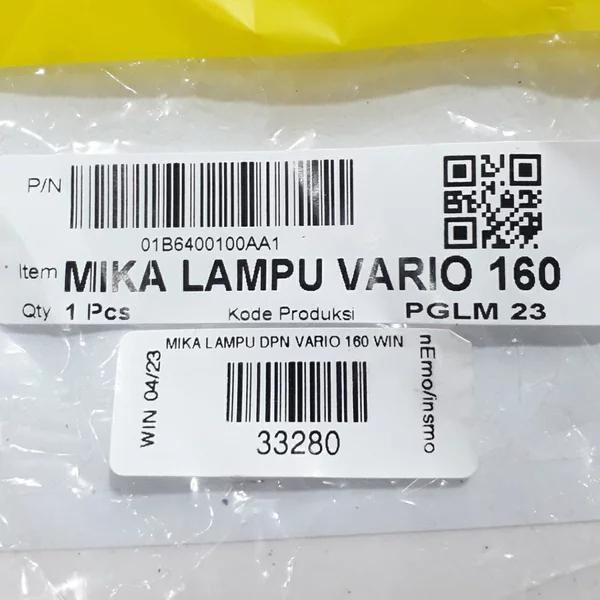 P/N
01B6400100AA1
Item MIKA LAMPU VARIO 160
Qty 1 Pcs Kode Produksi PGLM 23
MIKA LAMPU DPN VARIO 160 WIN
WIN 04/23
33280
nEmo/insmo